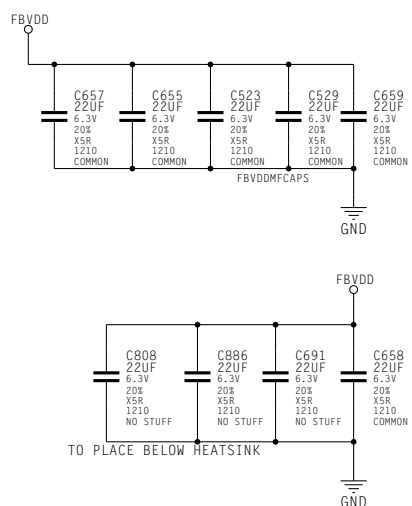 FBVDD
C657
22UF
6.3V
20%
X5R
1210
COMMON
C655
22UF
6.3V
20%
X5R
1210
COMMON
C523
22UF
6.3V
20%
X5R
1210
COMMON
C529
22UF
6.3V
20%
X5R
1210
COMMON
C659
22UF
6.3V
20%
X5R
1210
COMMON
FBVDDMFCAPS
GND
FBVDD
C808
22UF
6.3V
20%
X5R
1210
NO STUFF
C886
22UF
6.3V
20%
X5R
1210
NO STUFF
C691
22UF
6.3V
20%
X5R
1210
NO STUFF
C658
22UF
6.3V
20%
X5R
1210
COMMON
TO PLACE BELOW HEATSINK
GND